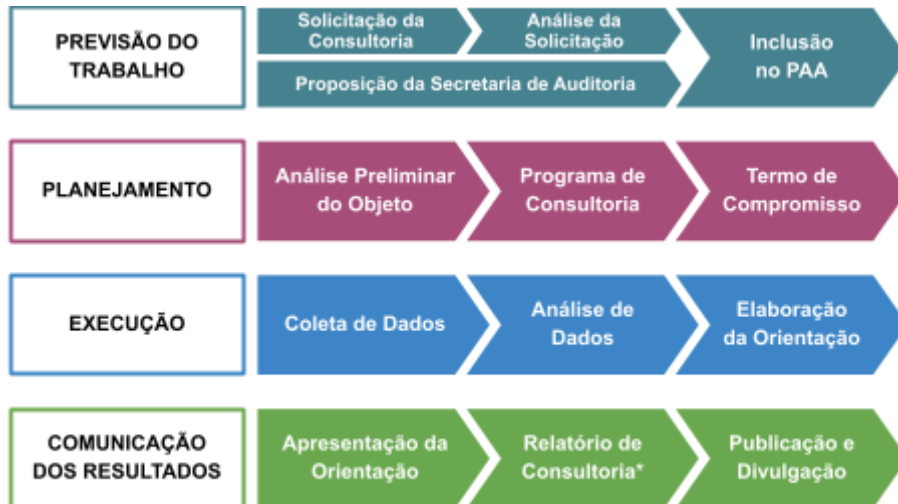 PREVISÃO DO
TRABALHO
Solicitação da
Consultoria
Análise da
Solicitação
Proposição da Secretaria de Auditoria
Inclusão
no PAA
PLANEJAMENTO
Análise Preliminar
do Objeto
Programa de
Consultoria
Termo de
Compromisso
EXECUÇÃO
Coleta de Dados
Análise de
Dados
Elaboração
da Orientação
COMUNICAÇÃO
DOS RESULTADOS
Apresentação da
Orientação
Relatório de
Consultoria*
Publicação e
Divulgação